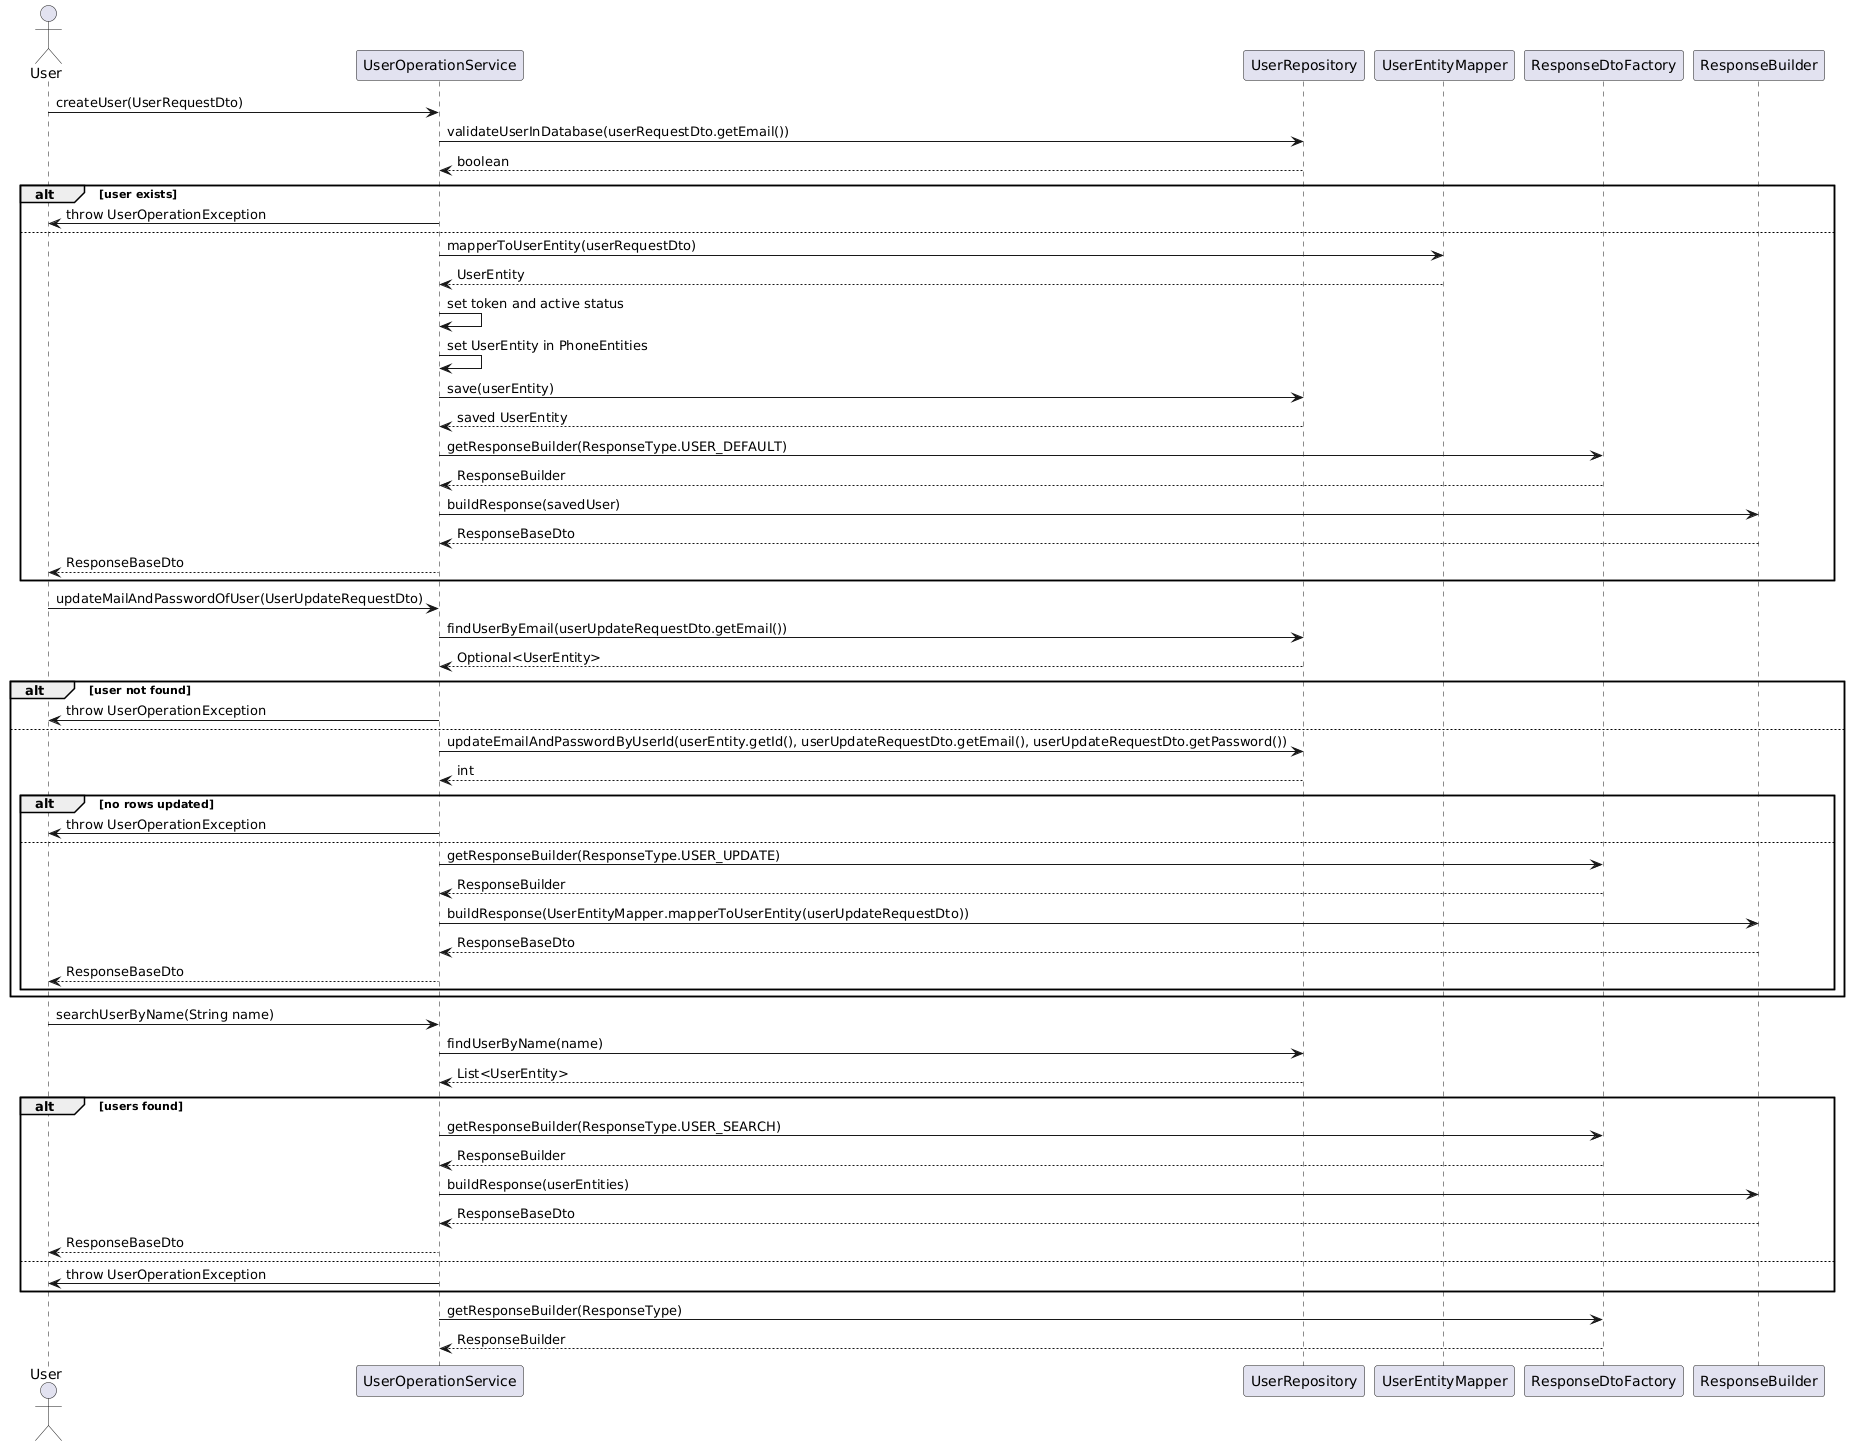 User
UserOperationService
UserRepository
UserEntityMapper
ResponseDtoFactory
ResponseBuilder
createUser(UserRequestDto)
validateUserInDatabase(userRequestDto.getEmail())
boolean
alt
[user exists]
throw UserOperationException
mapperToUserEntity(userRequestDto)
UserEntity
set token and active status
set UserEntity in PhoneEntities
save(userEntity)
saved UserEntity
getResponseBuilder(ResponseType.USER_DEFAULT)
ResponseBuilder
buildResponse(savedUser)
ResponseBaseDto
ResponseBaseDto
updateMailAndPasswordOfUser(UserUpdateRequestDto)
findUserByEmail(userUpdateRequestDto.getEmail())
Optional<UserEntity>
alt
[user not found]
throw UserOperationException
updateEmailAndPasswordByUserId(userEntity.getId(), userUpdateRequestDto.getEmail(), userUpdateRequestDto.getPassword())
int
alt
[no rows updated]
throw UserOperationException
getResponseBuilder(ResponseType.USER_UPDATE)
ResponseBuilder
buildResponse(UserEntityMapper.mapperToUserEntity(userUpdateRequestDto))
ResponseBaseDto
ResponseBaseDto
searchUserByName(String name)
findUserByName(name)
List<UserEntity>
alt
[users found]
getResponseBuilder(ResponseType.USER_SEARCH)
ResponseBuilder
buildResponse(userEntities)
ResponseBaseDto
ResponseBaseDto
throw UserOperationException
getResponseBuilder(ResponseType)
ResponseBuilder
User
UserOperationService
UserRepository
UserEntityMapper
ResponseDtoFactory
ResponseBuilder